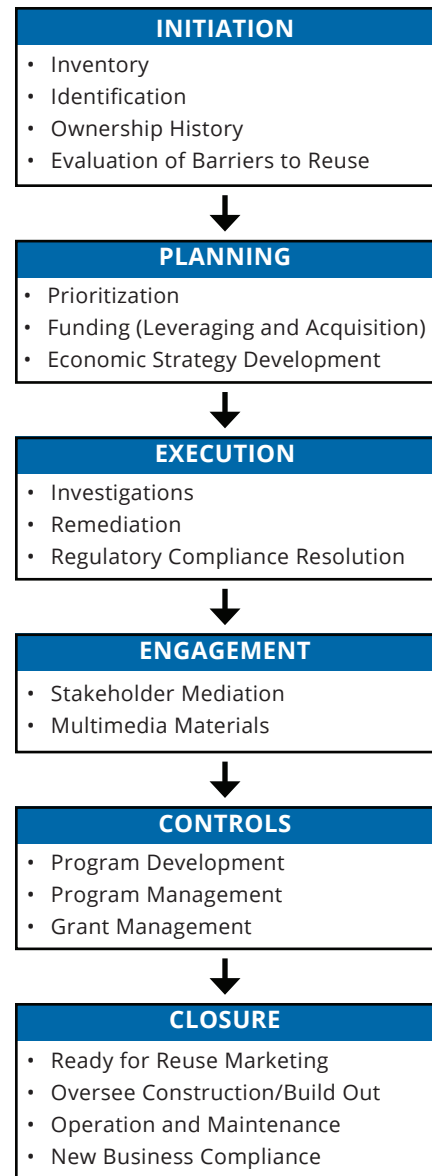 INITIATION
• Inventory
• Identification
• Ownership History
• Evaluation of Barriers to Reuse
PLANNING
• Prioritization
• Funding (Leveraging and Acquisition)
• Economic Strategy Development
EXECUTION
• Investigations
• Remediation
• Regulatory Compliance Resolution
ENGAGEMENT
• Stakeholder Mediation
• Multimedia Materials
CONTROLS
• Program Development
• Program Management
• Grant Management
CLOSURE
• Ready for Reuse Marketing
• Oversee Construction/Build Out
• Operation and Maintenance
• New Business Compliance